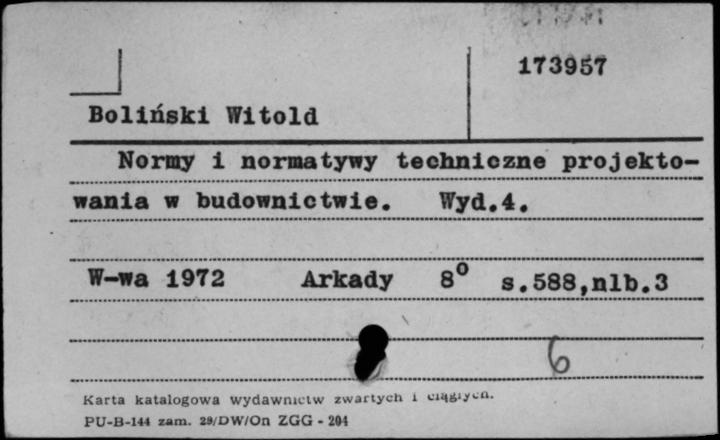 173957
Boliński Witold
Normy i normatywy techniczne projekto-
wania w budownictwie. Wyd.4.
W-wa 1972 Arkady 8° s.588,nlb.3
6
Karta katalogowa wydawnictw zwartych i ciągłych.
PU-B-144 zam. 29/DW/On ZGG - 204